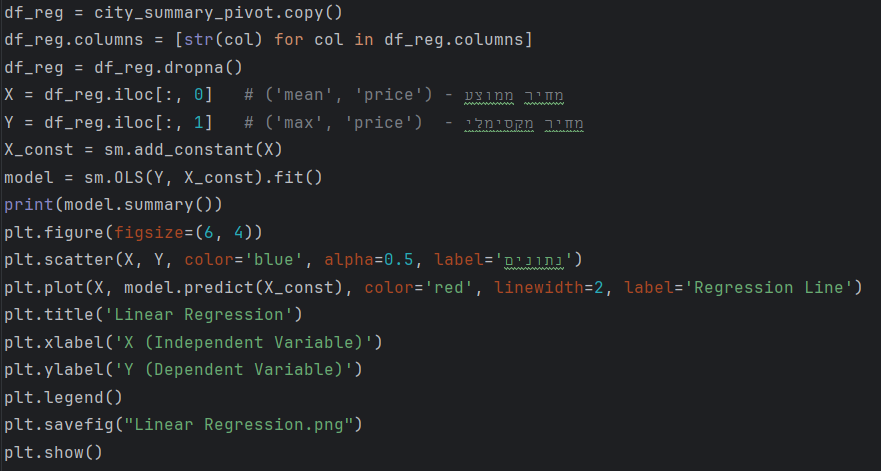 df_reg = city_summary_pivot.copy()
df_reg.columns = [str(col) for col in df_reg.columns]
df_reg = df_reg.dropna()
X = df_reg.iloc[:, 0]   # ('mean', 'price') - מחיר ממוצע
Y = df_reg.iloc[:, 1]   # ('max', 'price')  - מחיר מקסימלי
X_const = sm.add_constant(X)
model = sm.OLS(Y, X_const).fit()
print(model.summary())
plt.figure(figsize=(6, 4))
plt.scatter(X, Y, color='blue', alpha=0.5, label='נתונים')
plt.plot(X, model.predict(X_const), color='red', linewidth=2, label='Regression Line')
plt.title('Linear Regression')
plt.xlabel('X (Independent Variable)')
plt.ylabel('Y (Dependent Variable)')
plt.legend()
plt.savefig("Linear Regression.png")
plt.show()